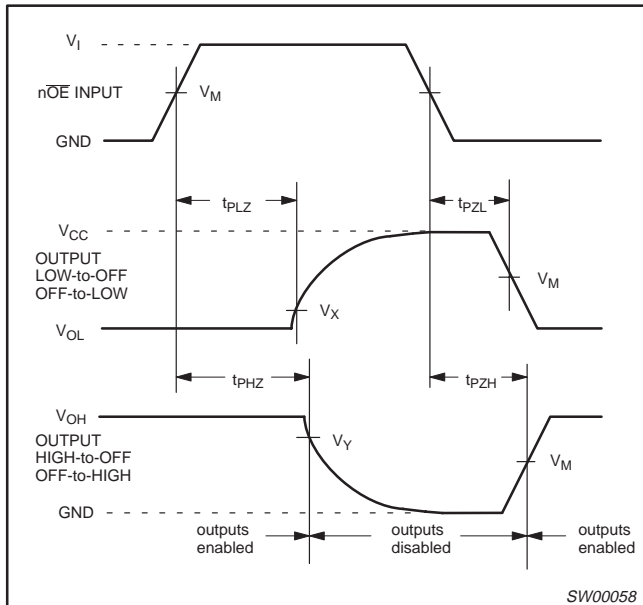 V_I
nOE INPUT
V_M
GND
t_PLZ
t_PZL
V_CC
OUTPUT
LOW-to-OFF
OFF-to-LOW
V_M
V_X
V_OL
t_PHZ
t_PZH
V_OH
OUTPUT
HIGH-to-OFF
OFF-to-HIGH
V_Y
V_M
GND
outputs
enabled
outputs
disabled
outputs
enabled
SW00058